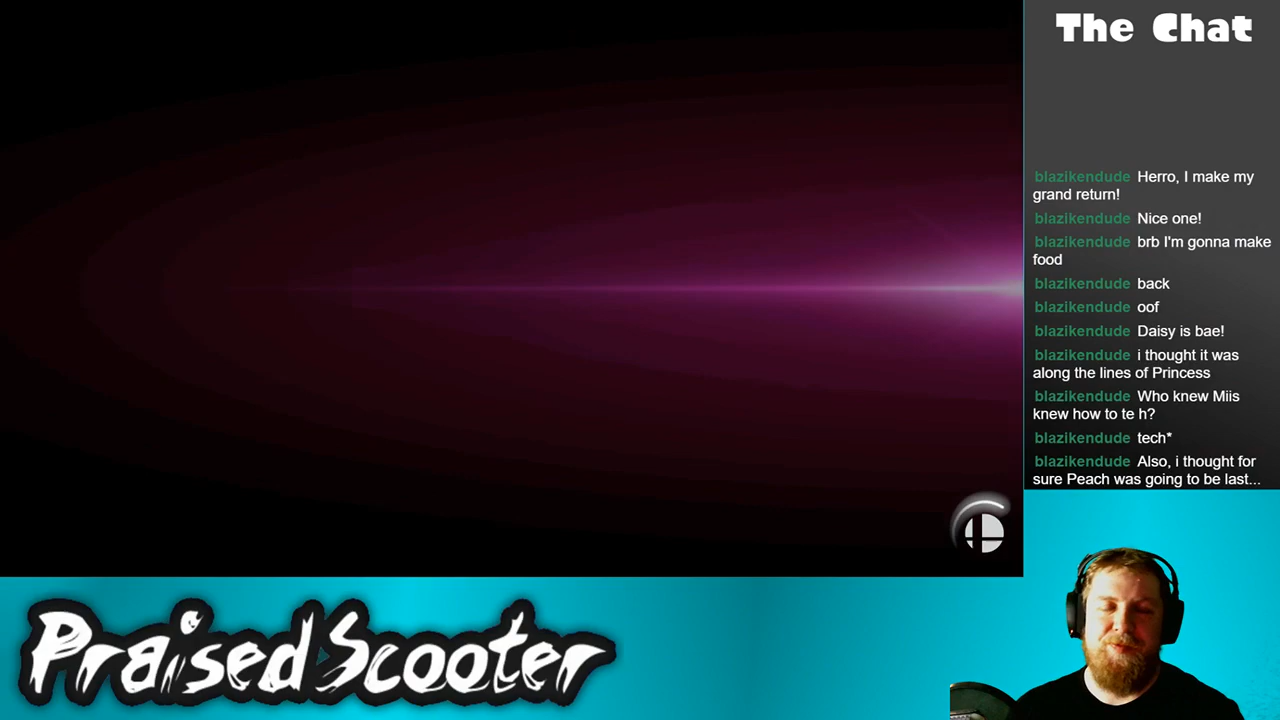 The Chat
blazikendude Herro, I make my
grand return!
blazikendude Nice one!
blazikendude brb I'm gonna make
food
blazikendude back
blazikendude oof
blazikendude Daisy is bae!
blazikendude i thought it was
along the lines of Princess
blazikendude Who knew Miis
knew how to te h?
blazikendude tech*
blazikendude Also, i thought for
sure Peach was going to be last...
PraisedScooter